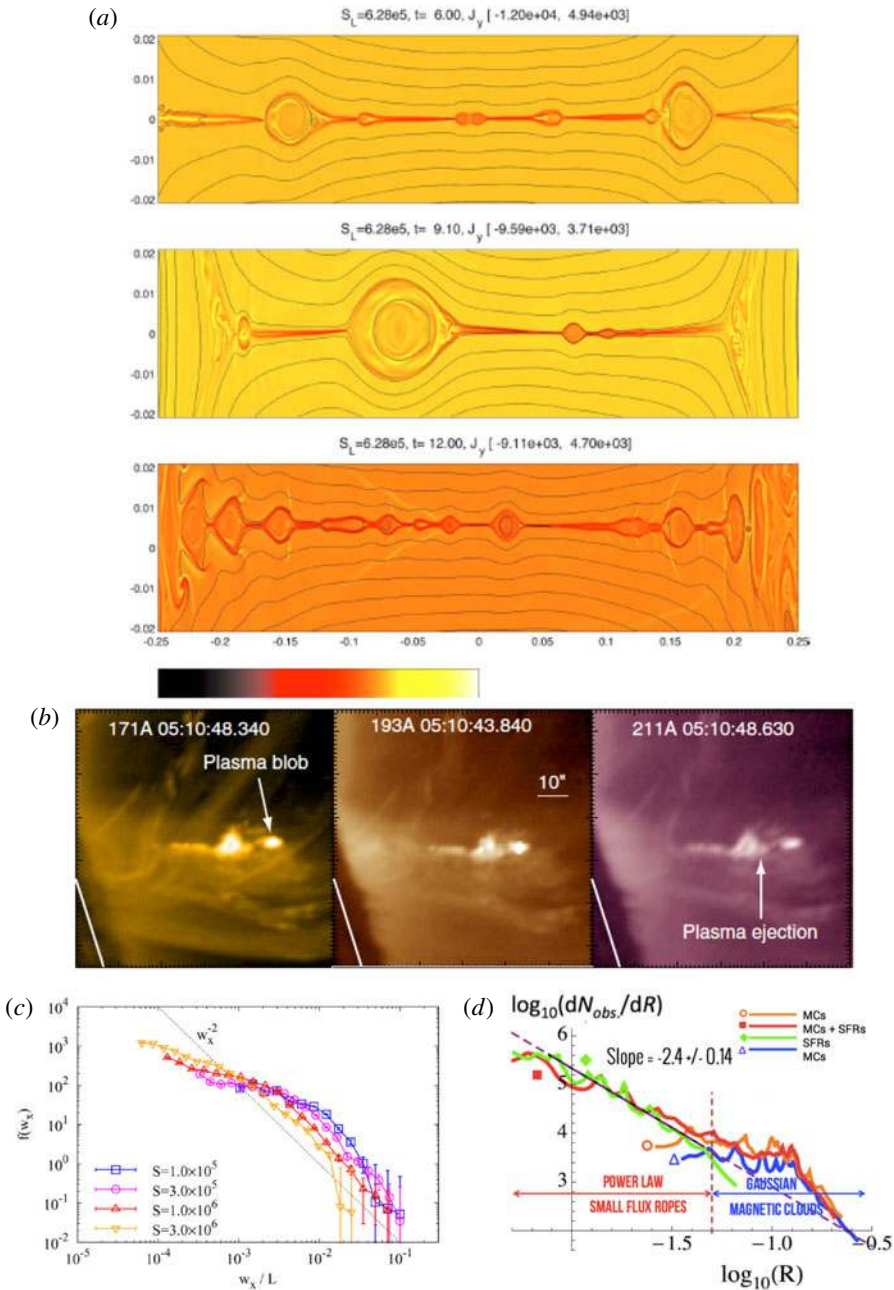 (a)
S_L=6.28e5, t= 6.00, J_y [ -1.20e+04, 4.94e+03]
0.02
0.01
0
-0.01
-0.02
S_L=6.28e5, t= 9.10, J_y [ -9.59e+03, 3.71e+03]
0.02
0.01
0
-0.01
-0.02
S_L=6.28e5, t= 12.00, J_y [ -9.11e+03, 4.70e+03]
0.02
0.01
0
-0.01
-0.02
-0.25 -0.2 -0.15 -0.1 -0.05 0 0.05 0.1 0.15 0.2 0.25
(b)
171A 05:10:48.340
Plasma blob
193A 05:10:43.840
10"
211A 05:10:48.630
Plasma ejection
(c)
10^4
10^3
10^2
10^1
10^0
10^-1
10^-2
f(w_x)
w_x^-2
S=1.0×10^5
S=3.0×10^5
S=1.0×10^6
S=3.0×10^6
10^-5 10^-4 10^-3 10^-2 10^-1 10^0
w_x / L
(d)
log10(dN_obs./dR)
MCs
MCs + SFRs
SFRs
MCs
Slope = -2.4 +/- 0.14
5
4
3
POWER LAW
GAUSSIAN
SMALL FLUX ROPES
MAGNETIC CLOUDS
-1.5 -1.0 -0.5
log10(R)